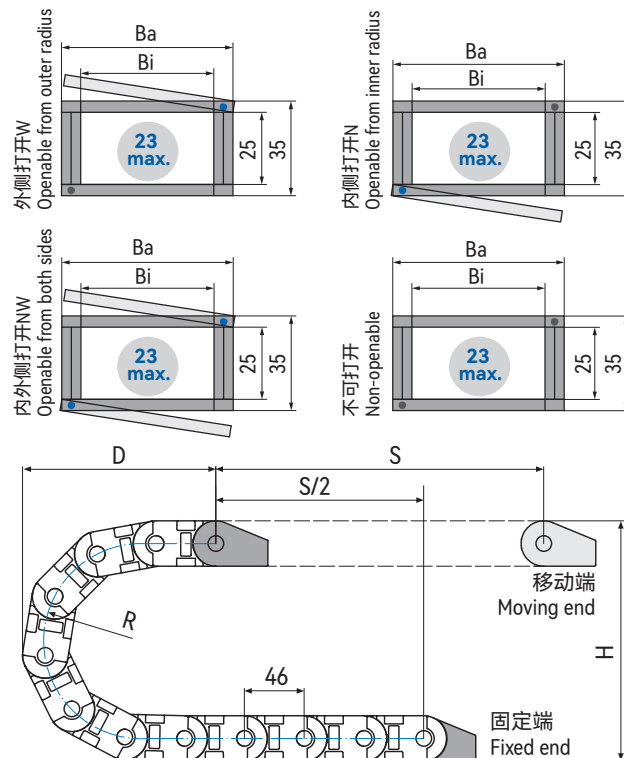 外侧打开W
Openable from outer radius
Ba
Bi
23
max.
25
35
内侧打开N
Openable from inner radius
Ba
Bi
23
max.
25
35
内外侧打开NW
Openable from both sides
Ba
Bi
23
max.
25
35
不可打开
Non-openable
Ba
Bi
23
max.
25
35
D
S
S/2
R
移动端
Moving end
H
46
固定端
Fixed end